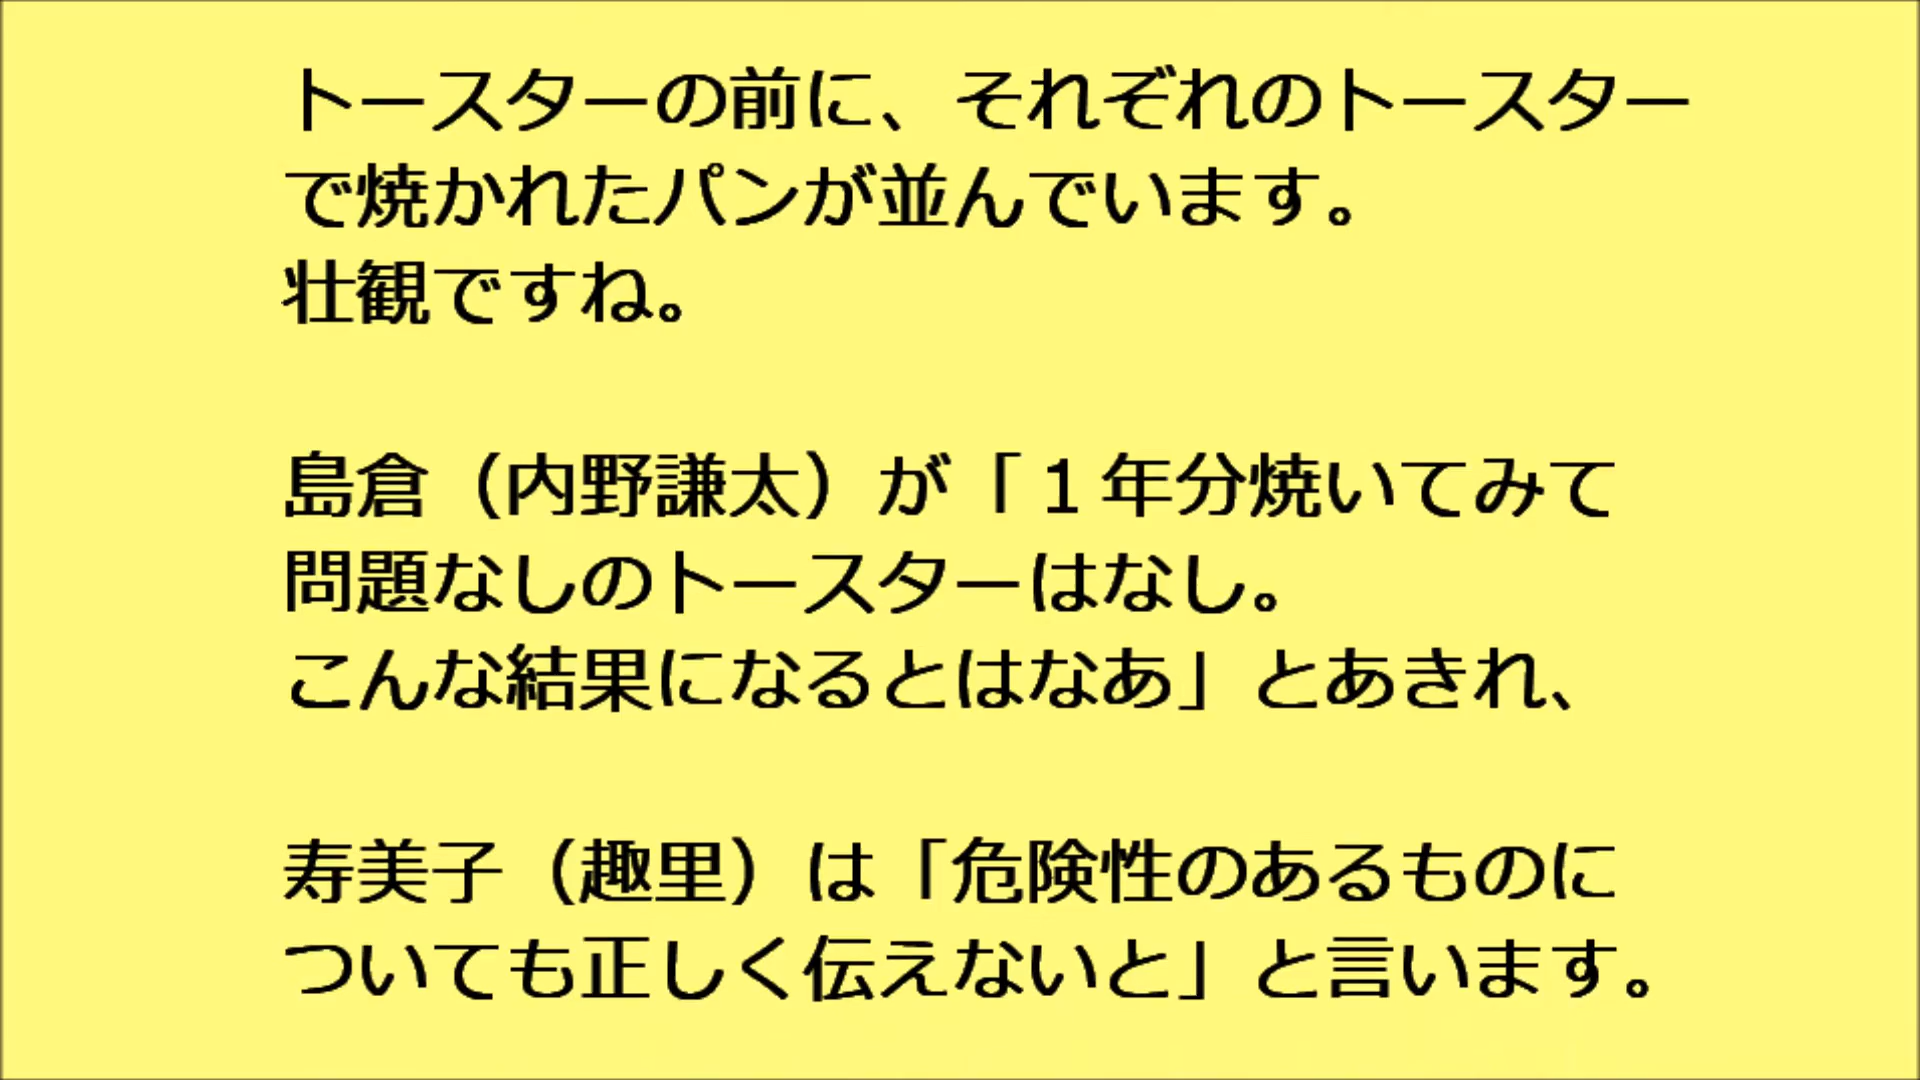 トースターの前に、それぞれのトースター
で焼かれたパンが並んでいます。
壮観ですね。
島倉（内野謙太）が「１年分焼いてみて
問題なしのトースターはなし。
こんな結果になるとはなあ」とあきれ、
寿美子（趣里）は「危険性のあるものに
ついても正しく伝えないと」と言います。